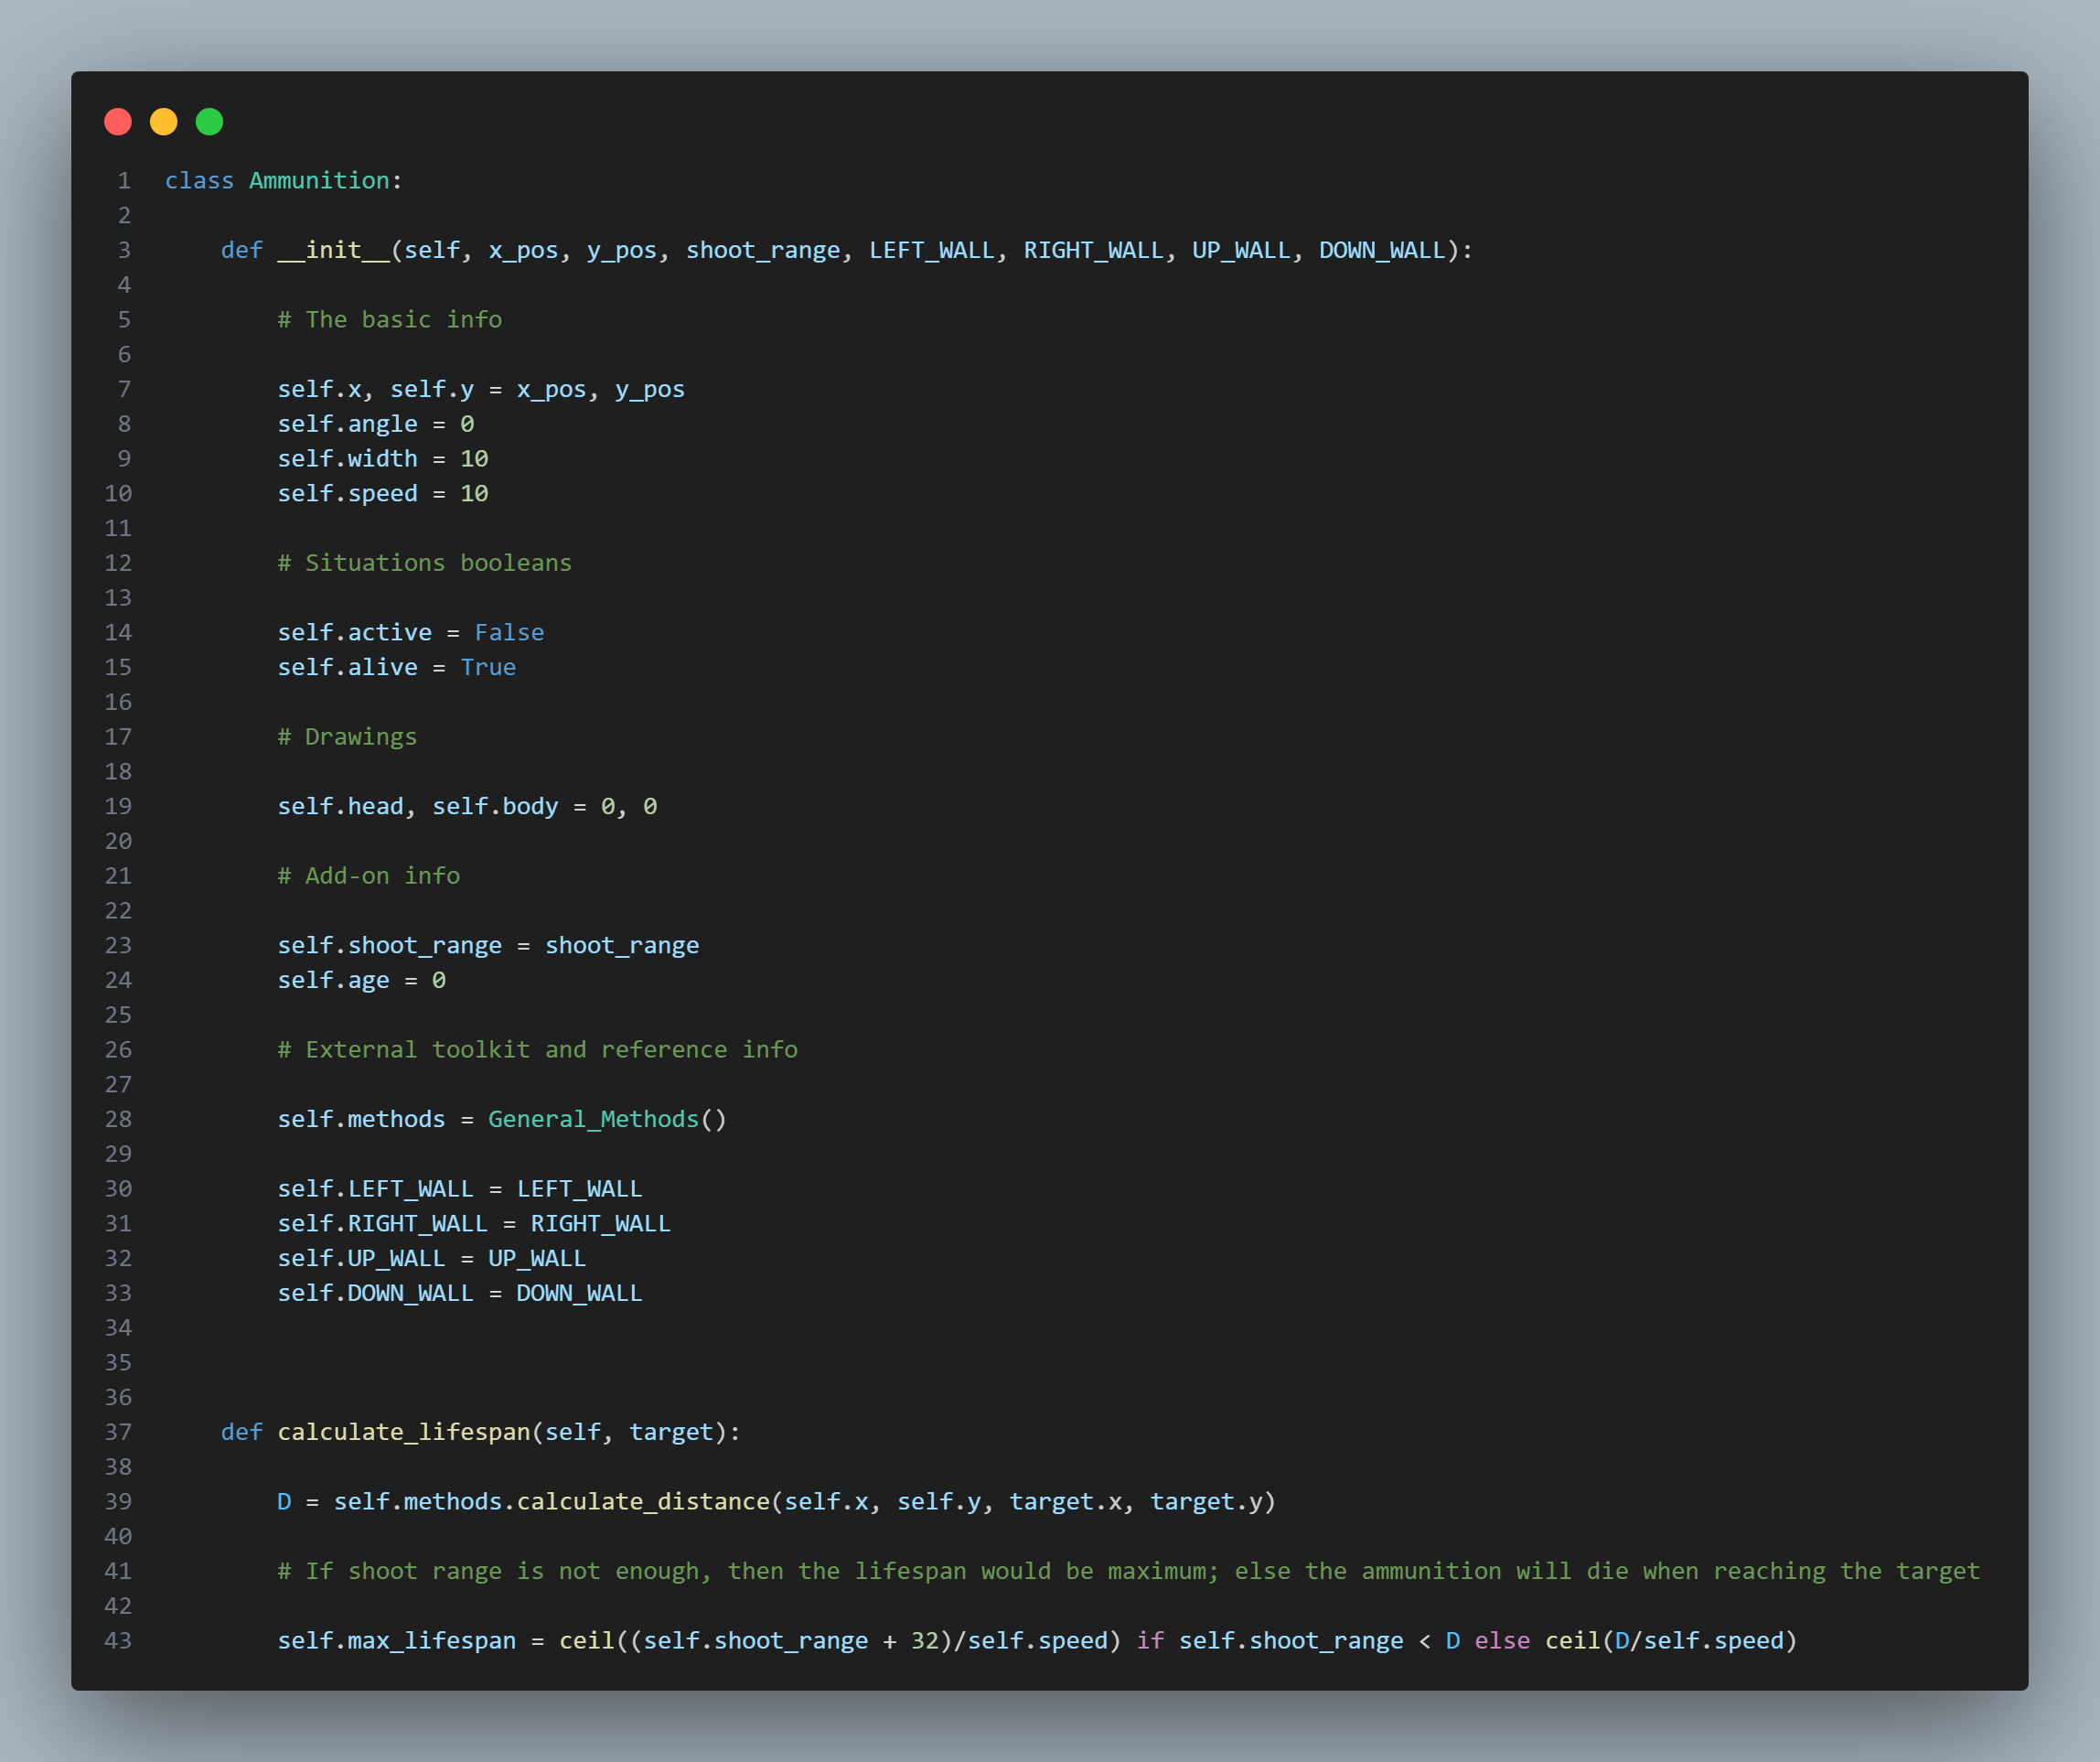 1 class Ammunition:
2
3     def __init__(self, x_pos, y_pos, shoot_range, LEFT_WALL, RIGHT_WALL, UP_WALL, DOWN_WALL):
4
5         # The basic info
6
7         self.x, self.y = x_pos, y_pos
8         self.angle = 0
9         self.width = 10
10         self.speed = 10
11
12         # Situations booleans
13
14         self.active = False
15         self.alive = True
16
17         # Drawings
18
19         self.head, self.body = 0, 0
20
21         # Add-on info
22
23         self.shoot_range = shoot_range
24         self.age = 0
25
26         # External toolkit and reference info
27
28         self.methods = General_Methods()
29
30         self.LEFT_WALL = LEFT_WALL
31         self.RIGHT_WALL = RIGHT_WALL
32         self.UP_WALL = UP_WALL
33         self.DOWN_WALL = DOWN_WALL
34
35
36
37     def calculate_lifespan(self, target):
38
39         D = self.methods.calculate_distance(self.x, self.y, target.x, target.y)
40
41         # If shoot range is not enough, then the lifespan would be maximum; else the ammunition will die when reaching the target
42
43         self.max_lifespan = ceil((self.shoot_range + 32)/self.speed) if self.shoot_range < D else ceil(D/self.speed)